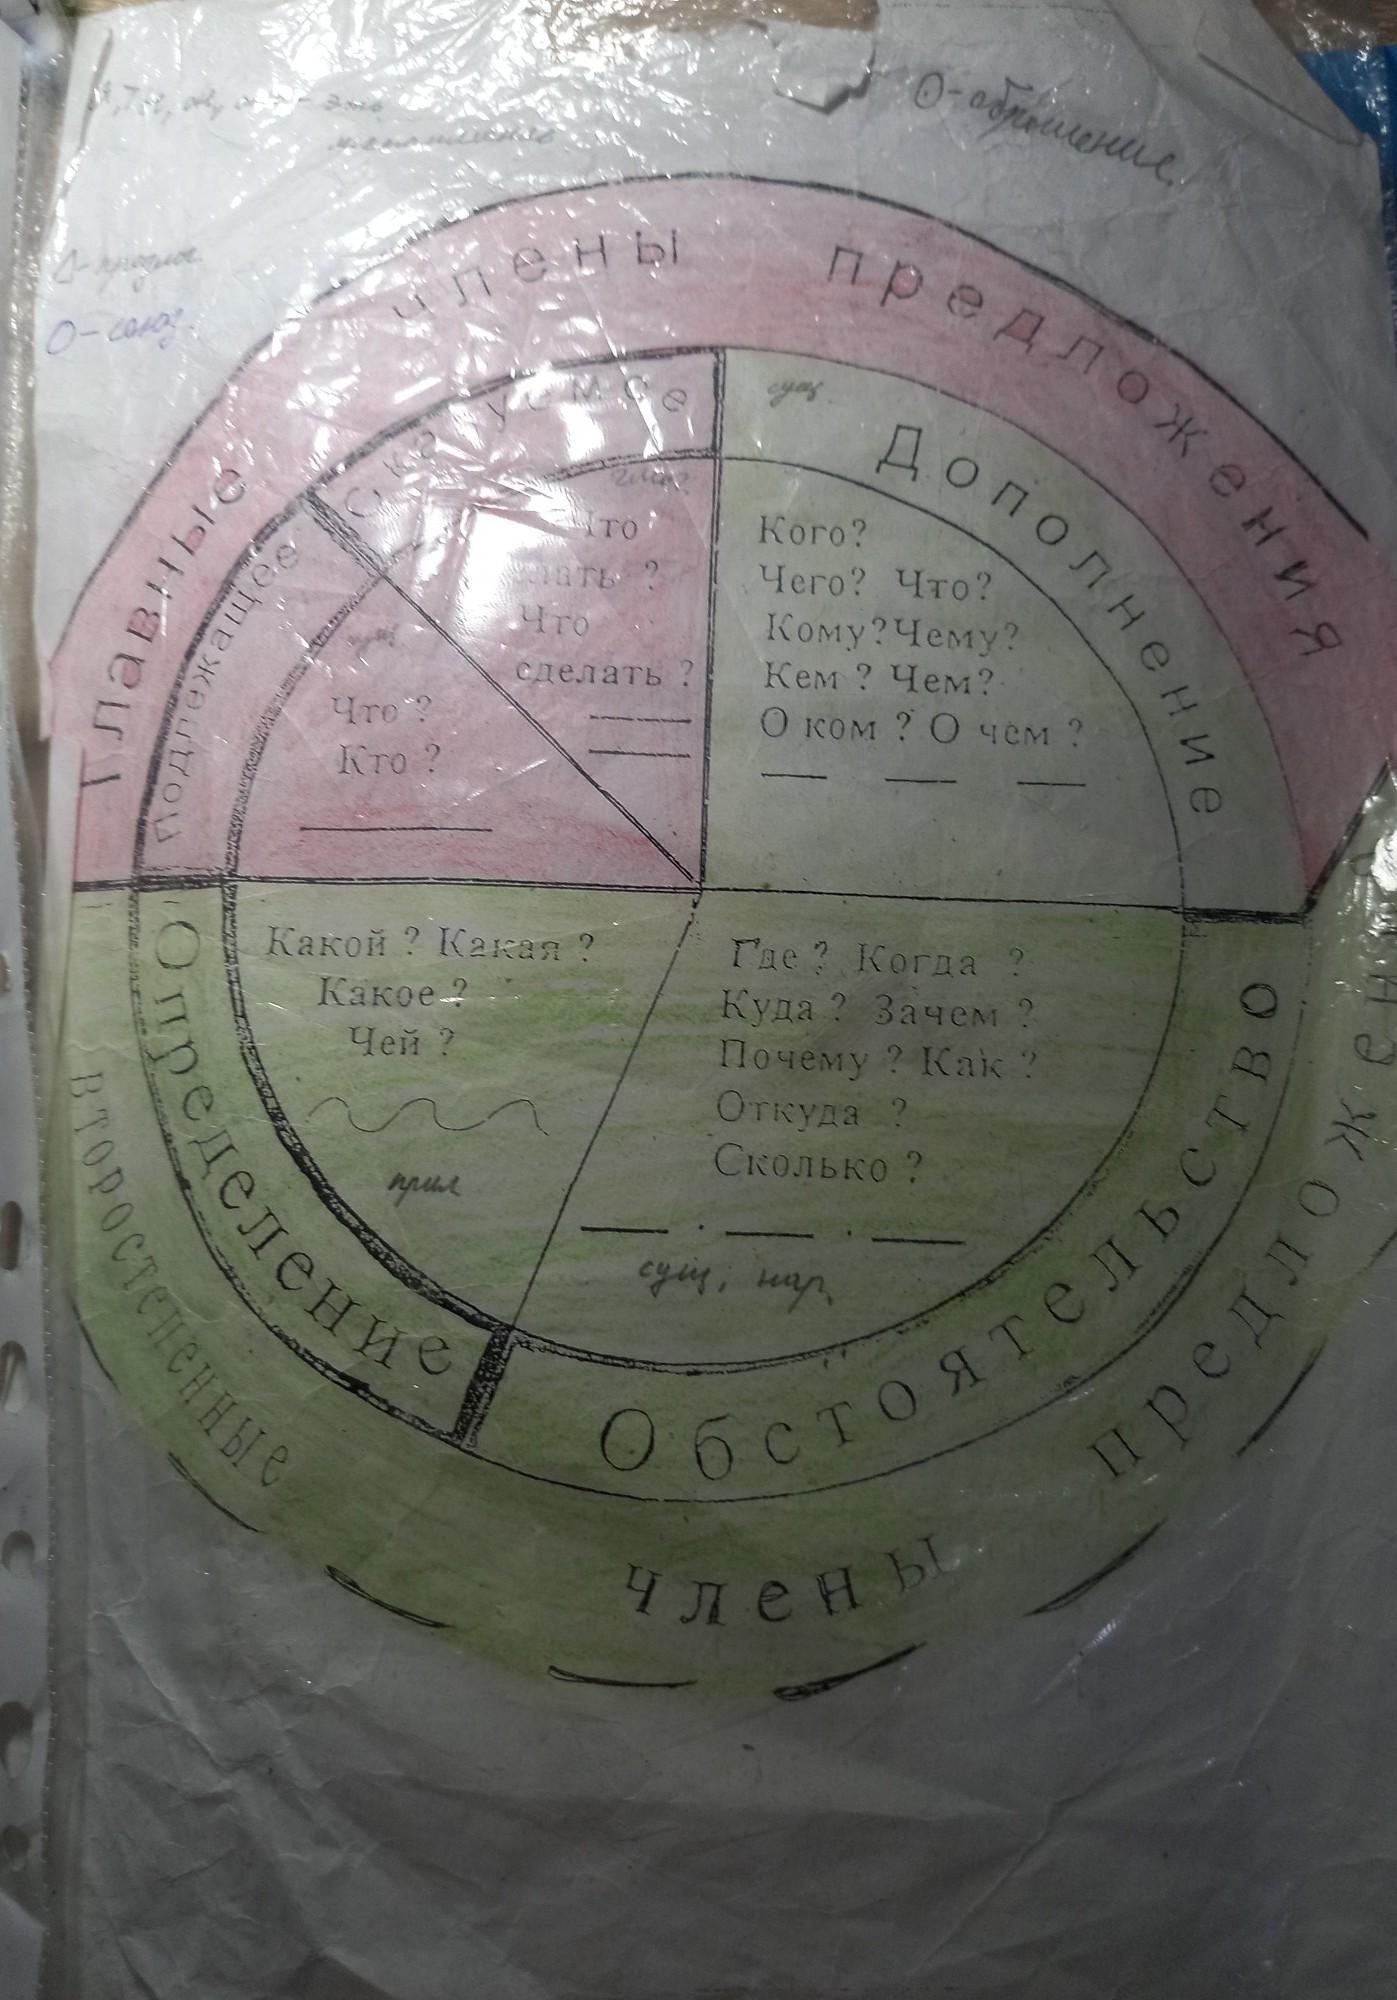 О-обращение.
О-союз.
Главные члены предложения
Подлежащее
Сказуемое
Дополнение
сущ.
Что
?
Что
сделать ?
Что ?
Кто ?
Кого?
Чего? Что?
Кому? Чему?
Кем ? Чем?
О ком ? О чем ?
Определение
Какой ? Какая ?
Какое ?
Чей ?
прил
Обстоятельство
Где ? Когда ?
Куда ? Зачем ?
Почему ? Как ?
Откуда ?
Сколько ?
сущ, нар
Второстепенные члены